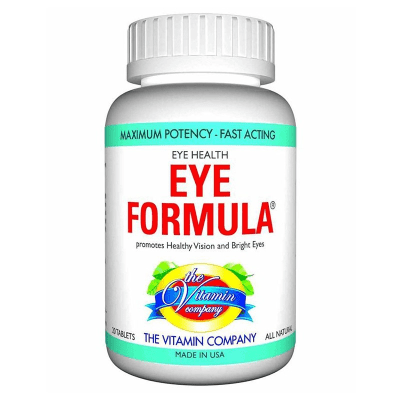 MAXIMUM POTENCY - FAST ACTING
EYE HEALTH
EYE
FORMULA®
promotes Healthy Vision and Bright Eyes
the
Vitamin
company
20 TABLETS
THE VITAMIN COMPANY
ALL NATURAL
MADE IN USA